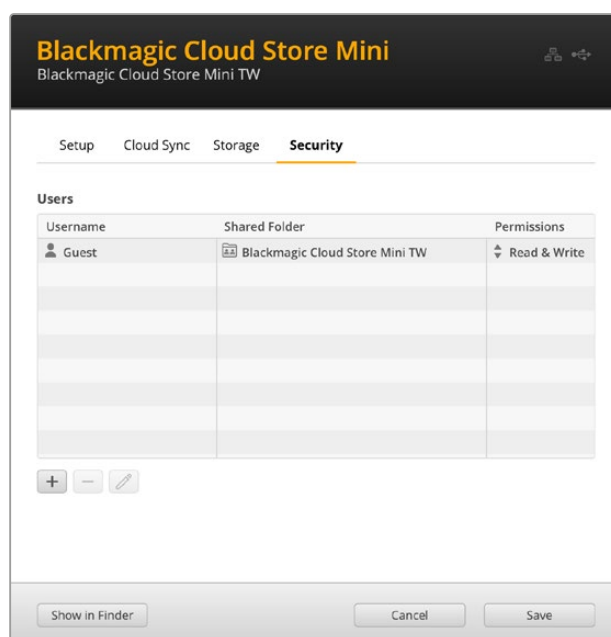 Blackmagic Cloud Store Mini
Blackmagic Cloud Store Mini TW
Setup Cloud Sync Storage Security
Users
Username Shared Folder Permissions
Guest Blackmagic Cloud Store Mini TW Read & Write
Show in Finder Cancel Save